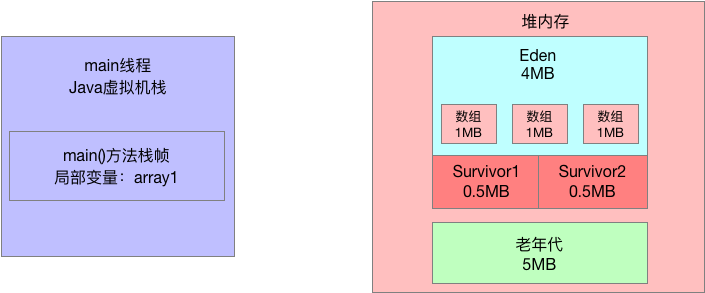 main线程
Java虚拟机栈
main()方法栈帧
局部变量：array1
堆内存
Eden
4MB
数组
1MB
数组
1MB
数组
1MB
Survivor1
0.5MB
Survivor2
0.5MB
老年代
5MB